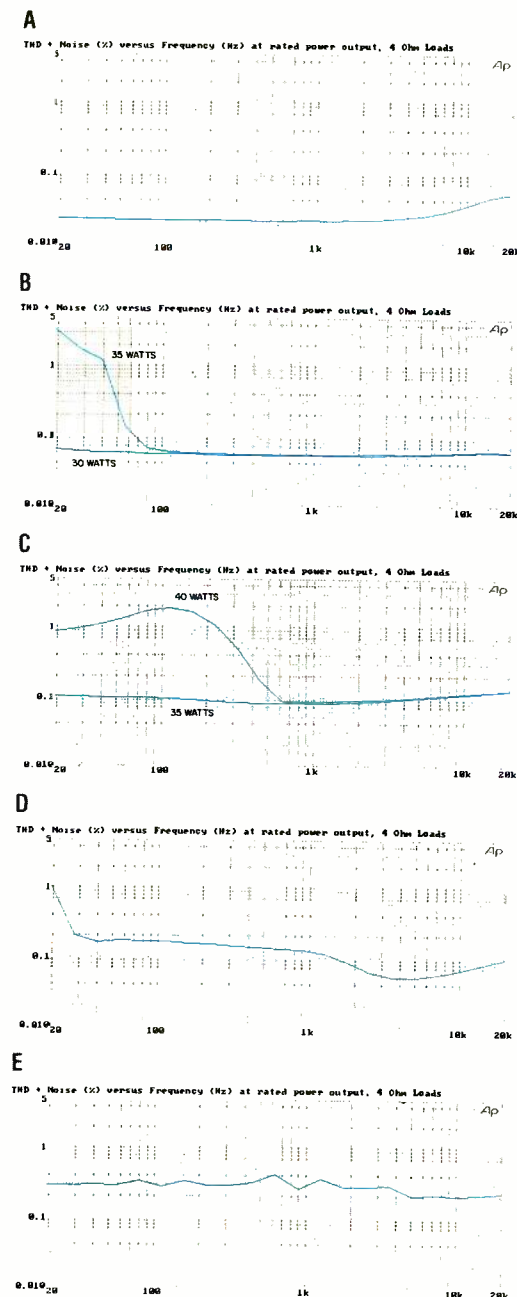 A
THD + Noise (%) versus Frequency (Hz) at rated power output, 4 Ohm Loads
5
Ap
1
0.1
0.010
20 100 1k 10k 20k
B
THD + Noise (%) versus Frequency (Hz) at rated power output, 4 Ohm Loads
5
Ap
35 WATTS
1
0.1
30 WATTS
0.010
20 100 1k 10k 20k
C
THD + Noise (%) versus Frequency (Hz) at rated power output, 4 Ohm Loads
5
Ap
40 WATTS
1
0.1
35 WATTS
0.010
20 100 1k 10k 20k
D
THD + Noise (%) versus Frequency (Hz) at rated power output, 4 Ohm Loads
5
Ap
1
0.1
0.010
20 100 1k 10k 20k
E
THD + Noise (%) versus Frequency (Hz) at rated power output, 4 Ohm Loads
5
Ap
1
0.1
0.010
20 100 1k 10k 20k